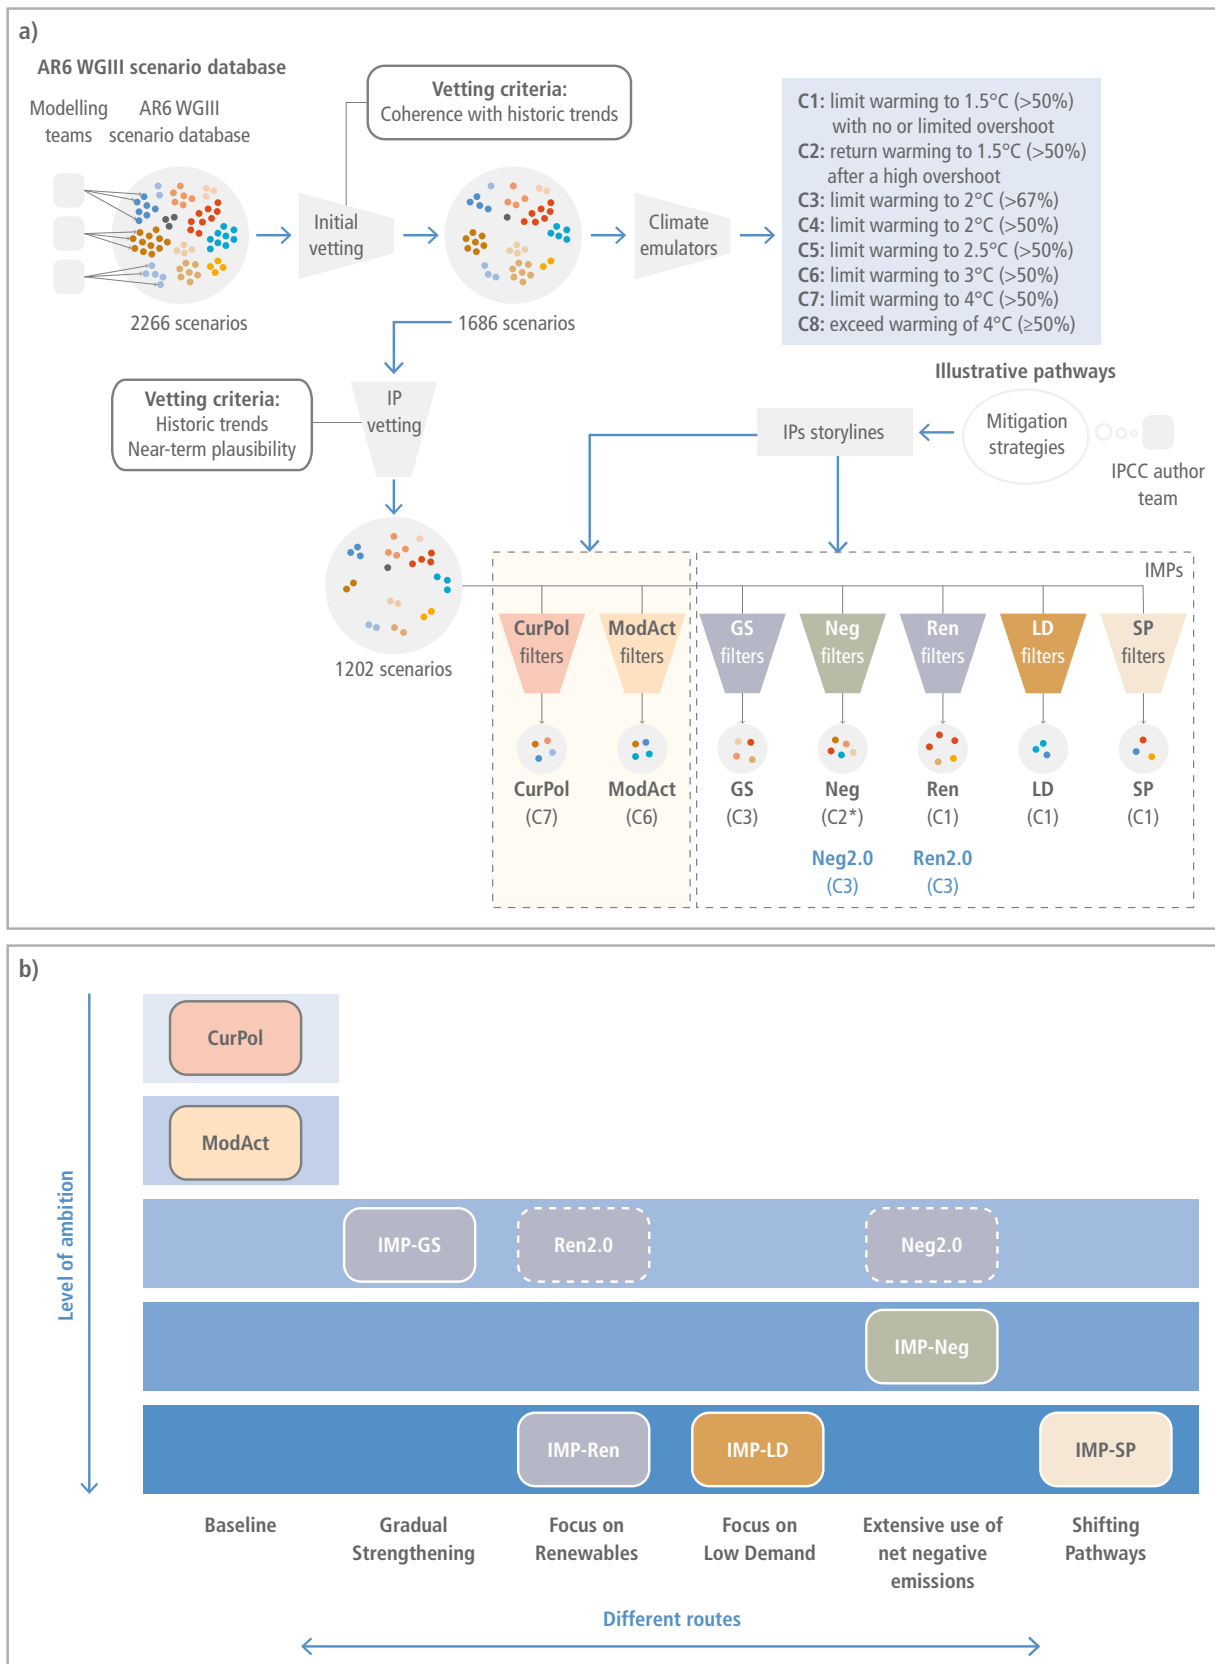 a)
AR6 WGIII scenario database
Modelling
teams
AR6 WGIII
scenario database
2266 scenarios
Initial
vetting
Vetting criteria:
Coherence with historic trends
1686 scenarios
Climate
emulators
C1: limit warming to 1.5°C (>50%)
with no or limited overshoot
C2: return warming to 1.5°C (>50%)
after a high overshoot
C3: limit warming to 2°C (>67%)
C4: limit warming to 2°C (>50%)
C5: limit warming to 2.5°C (>50%)
C6: limit warming to 3°C (>50%)
C7: limit warming to 4°C (>50%)
C8: exceed warming of 4°C (≥50%)
Vetting criteria:
Historic trends
Near-term plausibility
IP
vetting
1202 scenarios
Illustrative pathways
IPs storylines
Mitigation
strategies
IPCC author
team
IMPs
CurPol
filters
ModAct
filters
GS
filters
Neg
filters
Ren
filters
LD
filters
SP
filters
CurPol
(C7)
ModAct
(C6)
GS
(C3)
Neg
(C2*)
Ren
(C1)
LD
(C1)
SP
(C1)
Neg2.0
(C3)
Ren2.0
(C3)
b)
Level of ambition
CurPol
ModAct
IMP-GS
Ren2.0
Neg2.0
IMP-Neg
IMP-Ren
IMP-LD
IMP-SP
Baseline
Gradual
Strengthening
Focus on
Renewables
Focus on
Low Demand
Extensive use of
net negative
emissions
Shifting
Pathways
Different routes